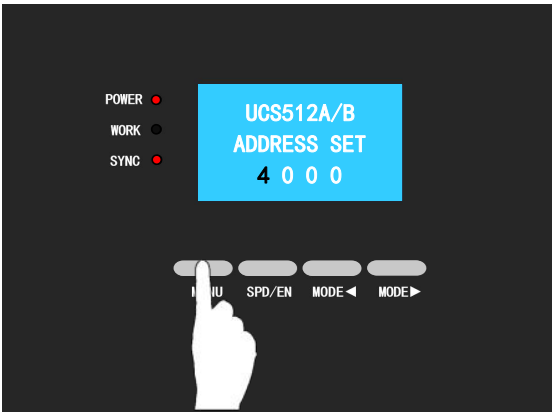 POWER
WORK
SYNC
UCS512A/B
ADDRESS SET
4 0 0 0
SPD/EN
MODE◀
MODE▶